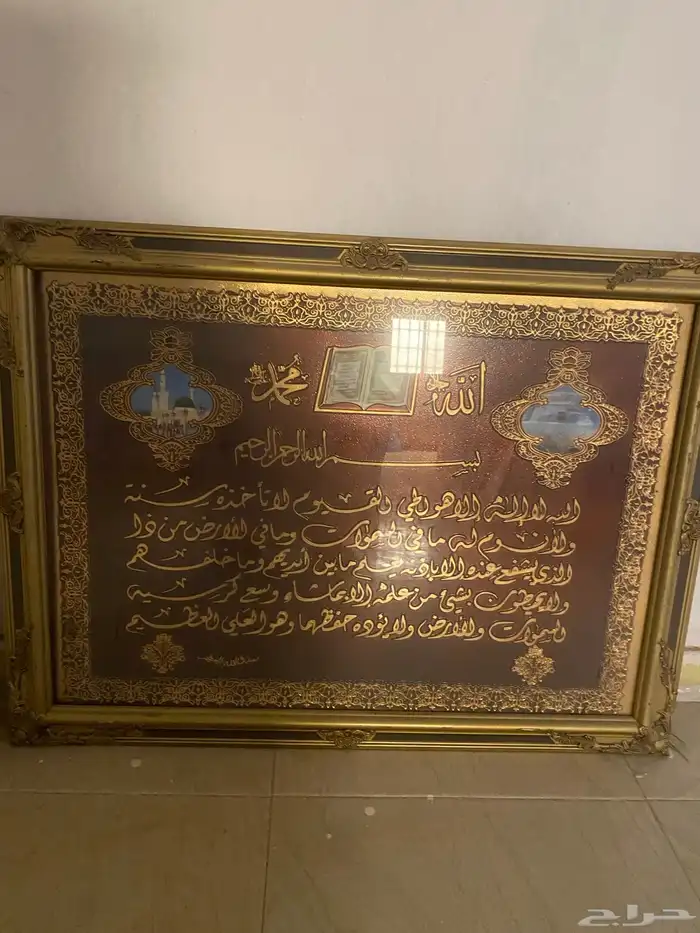 الله
محمد
بسم الله الرحمن الرحيم
الله لا إله إلا هو الحي القيوم لا تأخذه سنة
ولا نوم له ما في السموات وما في الأرض من ذا
الذي يشفع عنده إلا بإذنه يعلم ما بين أيديهم وما خلفهم
ولا يحيطون بشيء من علمه إلا بما شاء وسع كرسيه
السموات والأرض ولا يؤده حفظهما وهو العلي العظيم
حراج